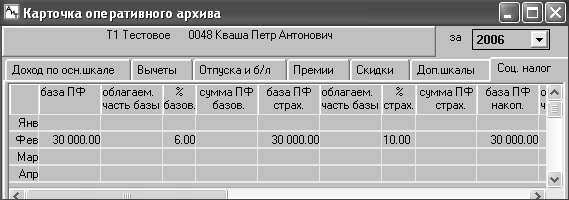 Карточка оперативного архива
Т1 Тестовое 0048 Кваша Петр Антонович за 2006
Доход по осн.шкале Вычеты Отпуска и б/л Премии Скидки Доп.шкалы Соц. налог
база ПФ облагаем. % сумма ПФ база ПФ облагаем. % сумма ПФ база ПФ
часть базы базов. базов. страх. часть базы страх. страх. накоп.
Янв
Фев 30 000.00 6.00 30 000.00 10.00 30 000.00
Мар
Апр